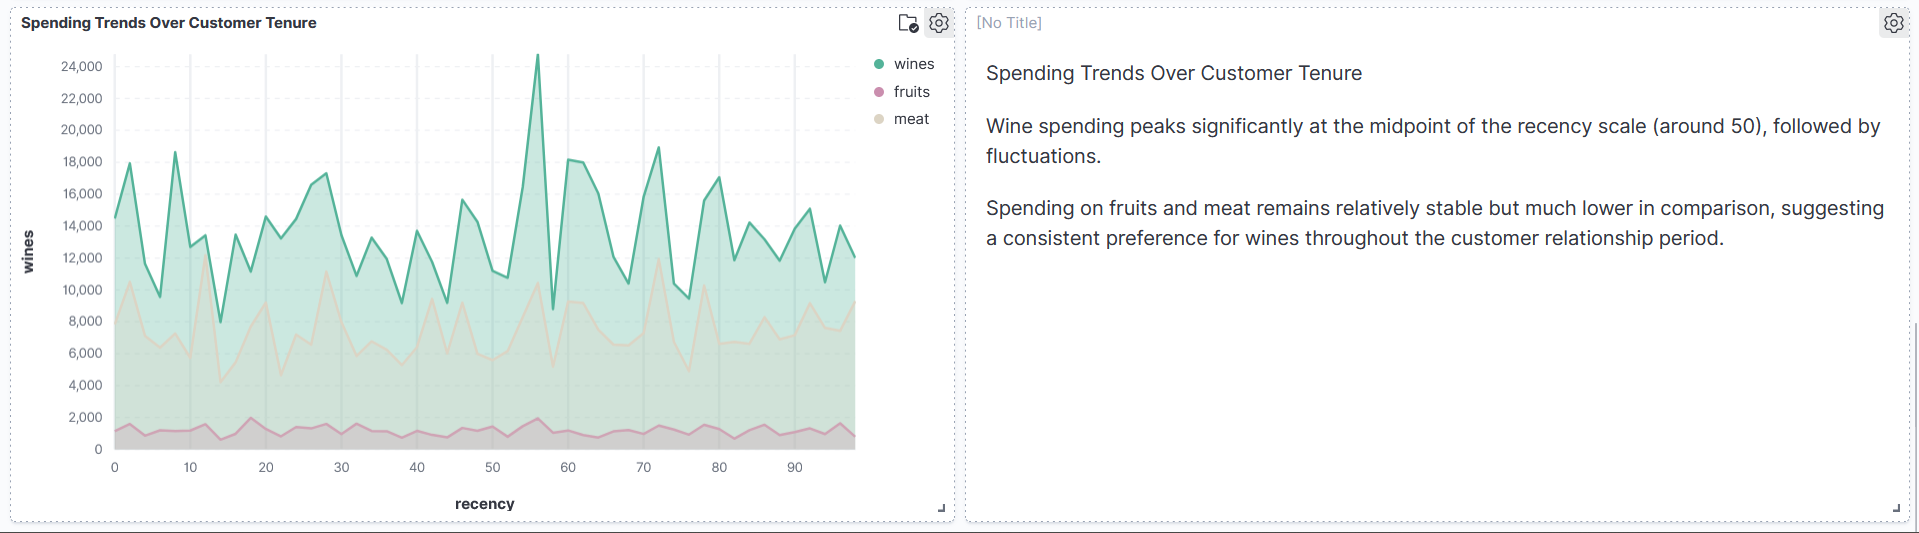 Spending Trends Over Customer Tenure
24,000
22,000
20,000
18,000
16,000
14,000
12,000
10,000
8,000
6,000
4,000
2,000
0
wines
0 10 20 30 40 50 60 70 80 90
recency
wines
fruits
meat
[No Title]
Spending Trends Over Customer Tenure
Wine spending peaks significantly at the midpoint of the recency scale (around 50), followed by
fluctuations.
Spending on fruits and meat remains relatively stable but much lower in comparison, suggesting
a consistent preference for wines throughout the customer relationship period.